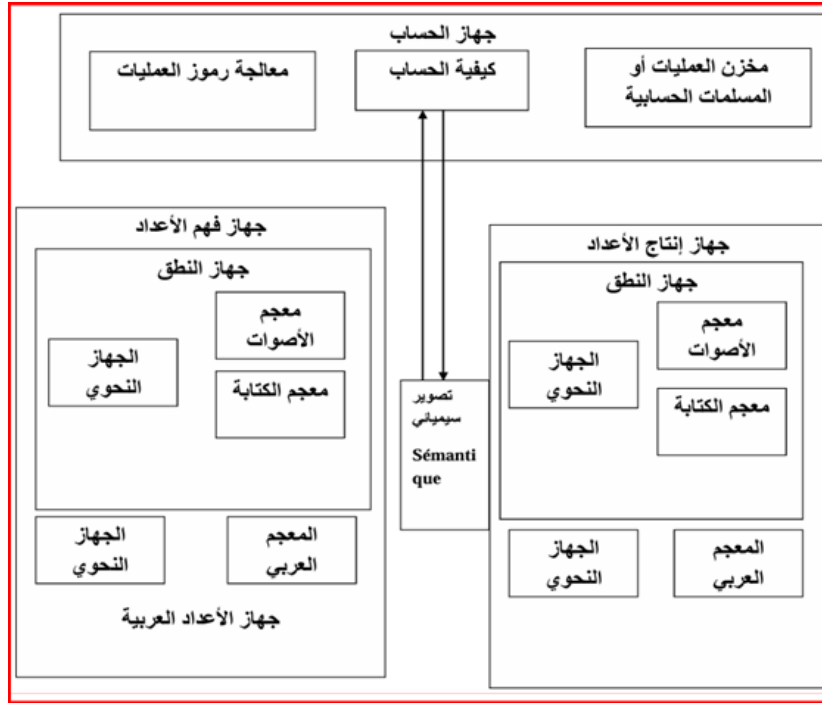 جهاز الحساب
مخزن العمليات أو
المسلمات الحسابية
كيفية الحساب
معالجة رموز العمليات
جهاز إنتاج الأعداد
جهاز النطق
معجم
الأصوات
الجهاز
النحوي
معجم الكتابة
المعجم
العربي
الجهاز
النحوي
تصوير
سيميائي
Sémanti
que
جهاز فهم الأعداد
جهاز النطق
معجم
الأصوات
الجهاز
النحوي
معجم الكتابة
المعجم
العربي
الجهاز
النحوي
جهاز الأعداد العربية